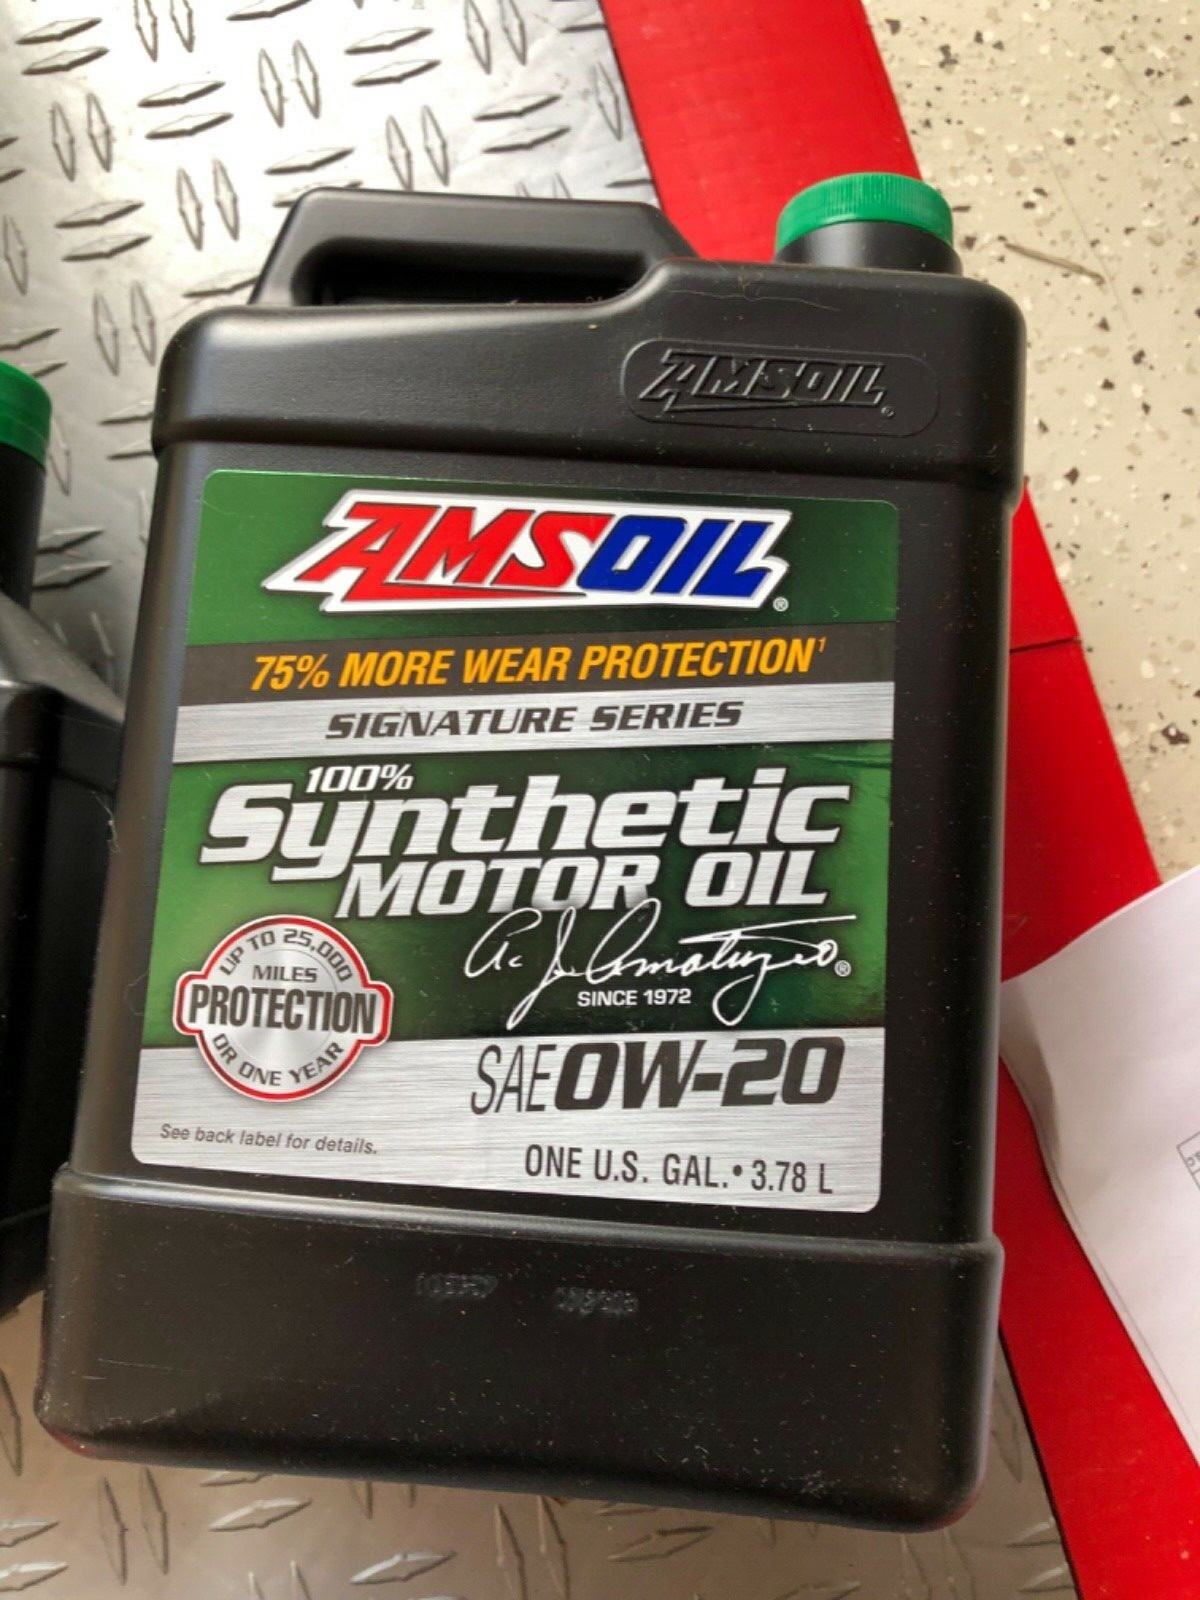 AMSOIL®
AMSOIL®
75% MORE WEAR PROTECTION¹
SIGNATURE SERIES
100%
Synthetic
MOTOR OIL
A. J. Amatuzio®
SINCE 1972
UP TO 25,000
MILES
PROTECTION
OR ONE YEAR
SAE 0W-20
See back label for details.
ONE U.S. GAL. • 3.78 L